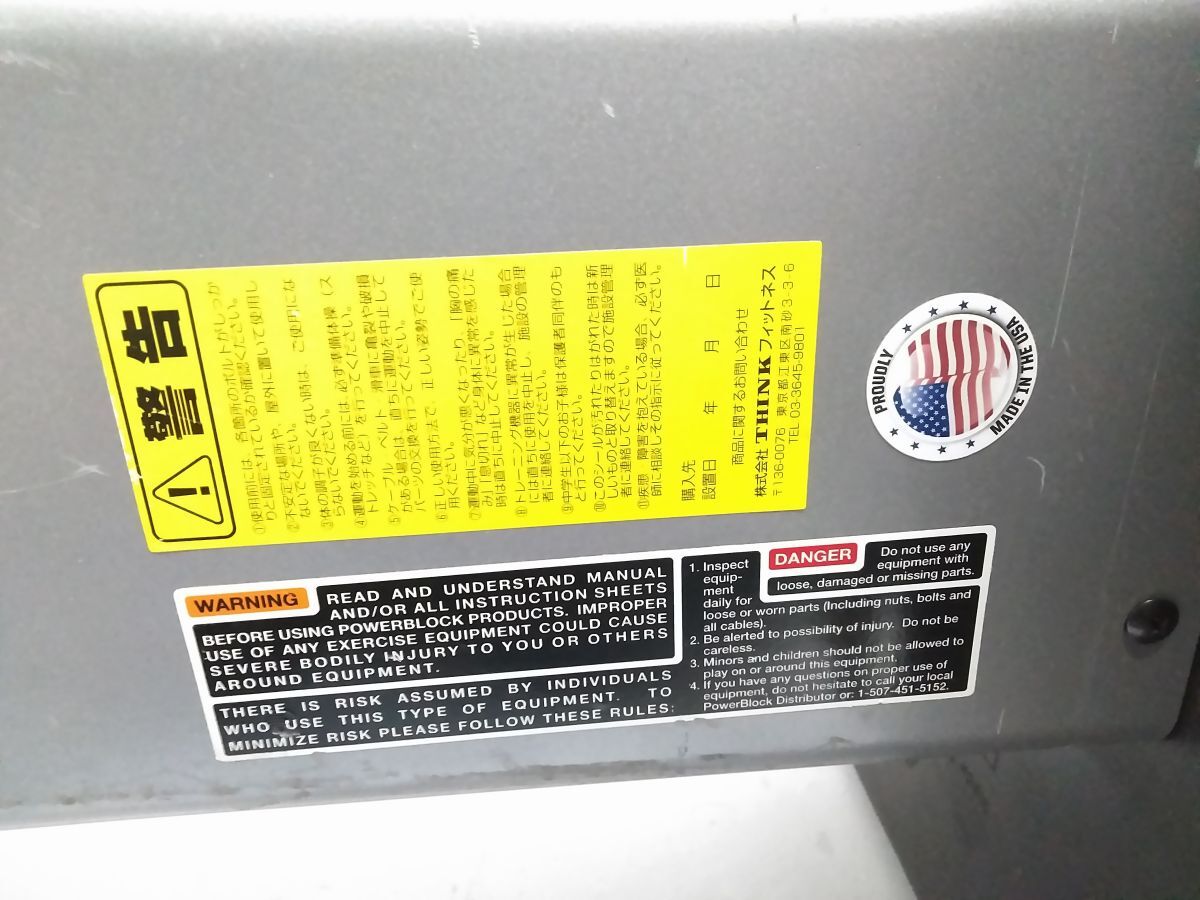 警告
①使用前には、各箇所のボルトがしっか
りと固定されているか確認ください。
②不安定な場所や、屋外に置いて使用し
ないでください。
③体の調子が良くない時は、ご使用にな
らないでください。
④運動を始める前には、必ず準備体操（ス
トレッチなど）を行ってください。
⑤ケーブル、ベルト、滑車に亀裂や破損
がある場合は、直ちに運動を中止して
パーツの交換を行ってください。
⑥正しい使用方法で、正しい姿勢でご使
用ください。
⑦運動中に気分が悪くなったり、「胸の痛
み」「息切れ」など身体に異常を感じた
時は直ちに中止してください。
⑧トレーニング機器に異常が生じた場合
には直ちに使用を中止し、施設の管理
者に連絡してください。
⑨中学生以下のお子様は保護者同伴のも
と行ってください。
⑩このシールが汚れたりはがれた時は新
しいものと取り替えますので施設管理
者に連絡してください。
⑪疾患、障害を抱えている場合、必ず医
師に相談しその指示に従ってください。
購入先
設置日 年 月 日
商品に関するお問い合わせ
株式会社 THINKフィットネス
〒136-0076 東京都江東区南砂3-3-6
TEL03-3645-9801
PROUDLY
MADE IN THE USA
WARNING
READ AND UNDERSTAND MANUAL
AND/OR ALL INSTRUCTION SHEETS
BEFORE USING POWERBLOCK PRODUCTS. IMPROPER
USE OF ANY EXERCISE EQUIPMENT COULD CAUSE
SEVERE BODILY INJURY TO YOU OR OTHERS
AROUND EQUIPMENT.
THERE IS RISK ASSUMED BY INDIVIDUALS
WHO USE THIS TYPE OF EQUIPMENT. TO
MINIMIZE RISK PLEASE FOLLOW THESE RULES:
DANGER
Do not use any
equipment with
loose, damaged or missing parts.
1. Inspect
equip-
ment
daily for
loose or worn parts (Including nuts, bolts and
all cables).
2. Be alerted to possibility of injury. Do not be
careless.
3. Minors and children should not be allowed to
play on or around this equipment.
4. If you have any questions on proper use of
equipment, do not hesitate to call your local
PowerBlock Distributor or: 1-507-451-5152.